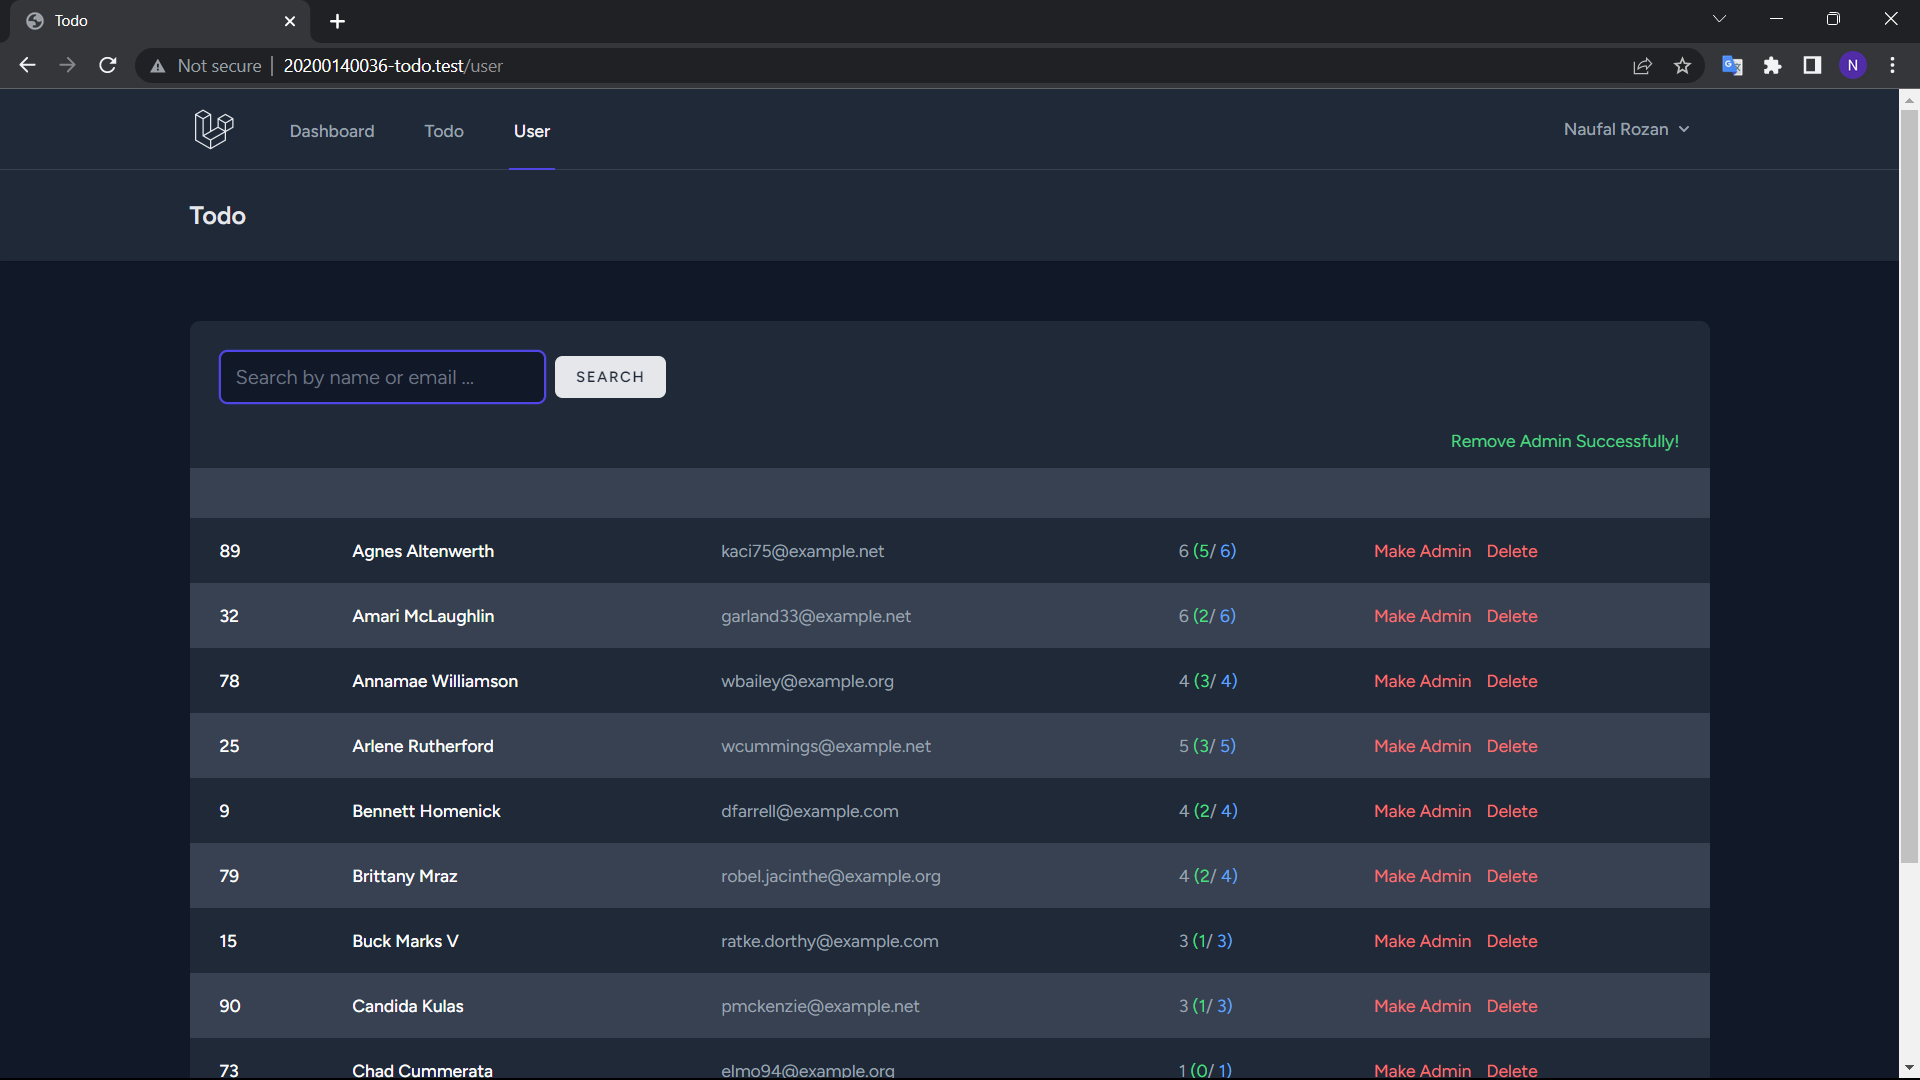 Todo
Not secure 20200140036-todo.test/user
N
Dashboard Todo User Naufal Rozan
Todo
Search by name or email ... SEARCH
Remove Admin Successfully!
89 Agnes Altenwerth kaci75@example.net 6 (5/ 6) Make Admin Delete
32 Amari McLaughlin garland33@example.net 6 (2/ 6) Make Admin Delete
78 Annamae Williamson wbailey@example.org 4 (3/ 4) Make Admin Delete
25 Arlene Rutherford wcummings@example.net 5 (3/ 5) Make Admin Delete
9 Bennett Homenick dfarrell@example.com 4 (2/ 4) Make Admin Delete
79 Brittany Mraz robel.jacinthe@example.org 4 (2/ 4) Make Admin Delete
15 Buck Marks V ratke.dorthy@example.com 3 (1/ 3) Make Admin Delete
90 Candida Kulas pmckenzie@example.net 3 (1/ 3) Make Admin Delete
73 Chad Cummerata elmo94@example.org 1 (0/ 1) Make Admin Delete